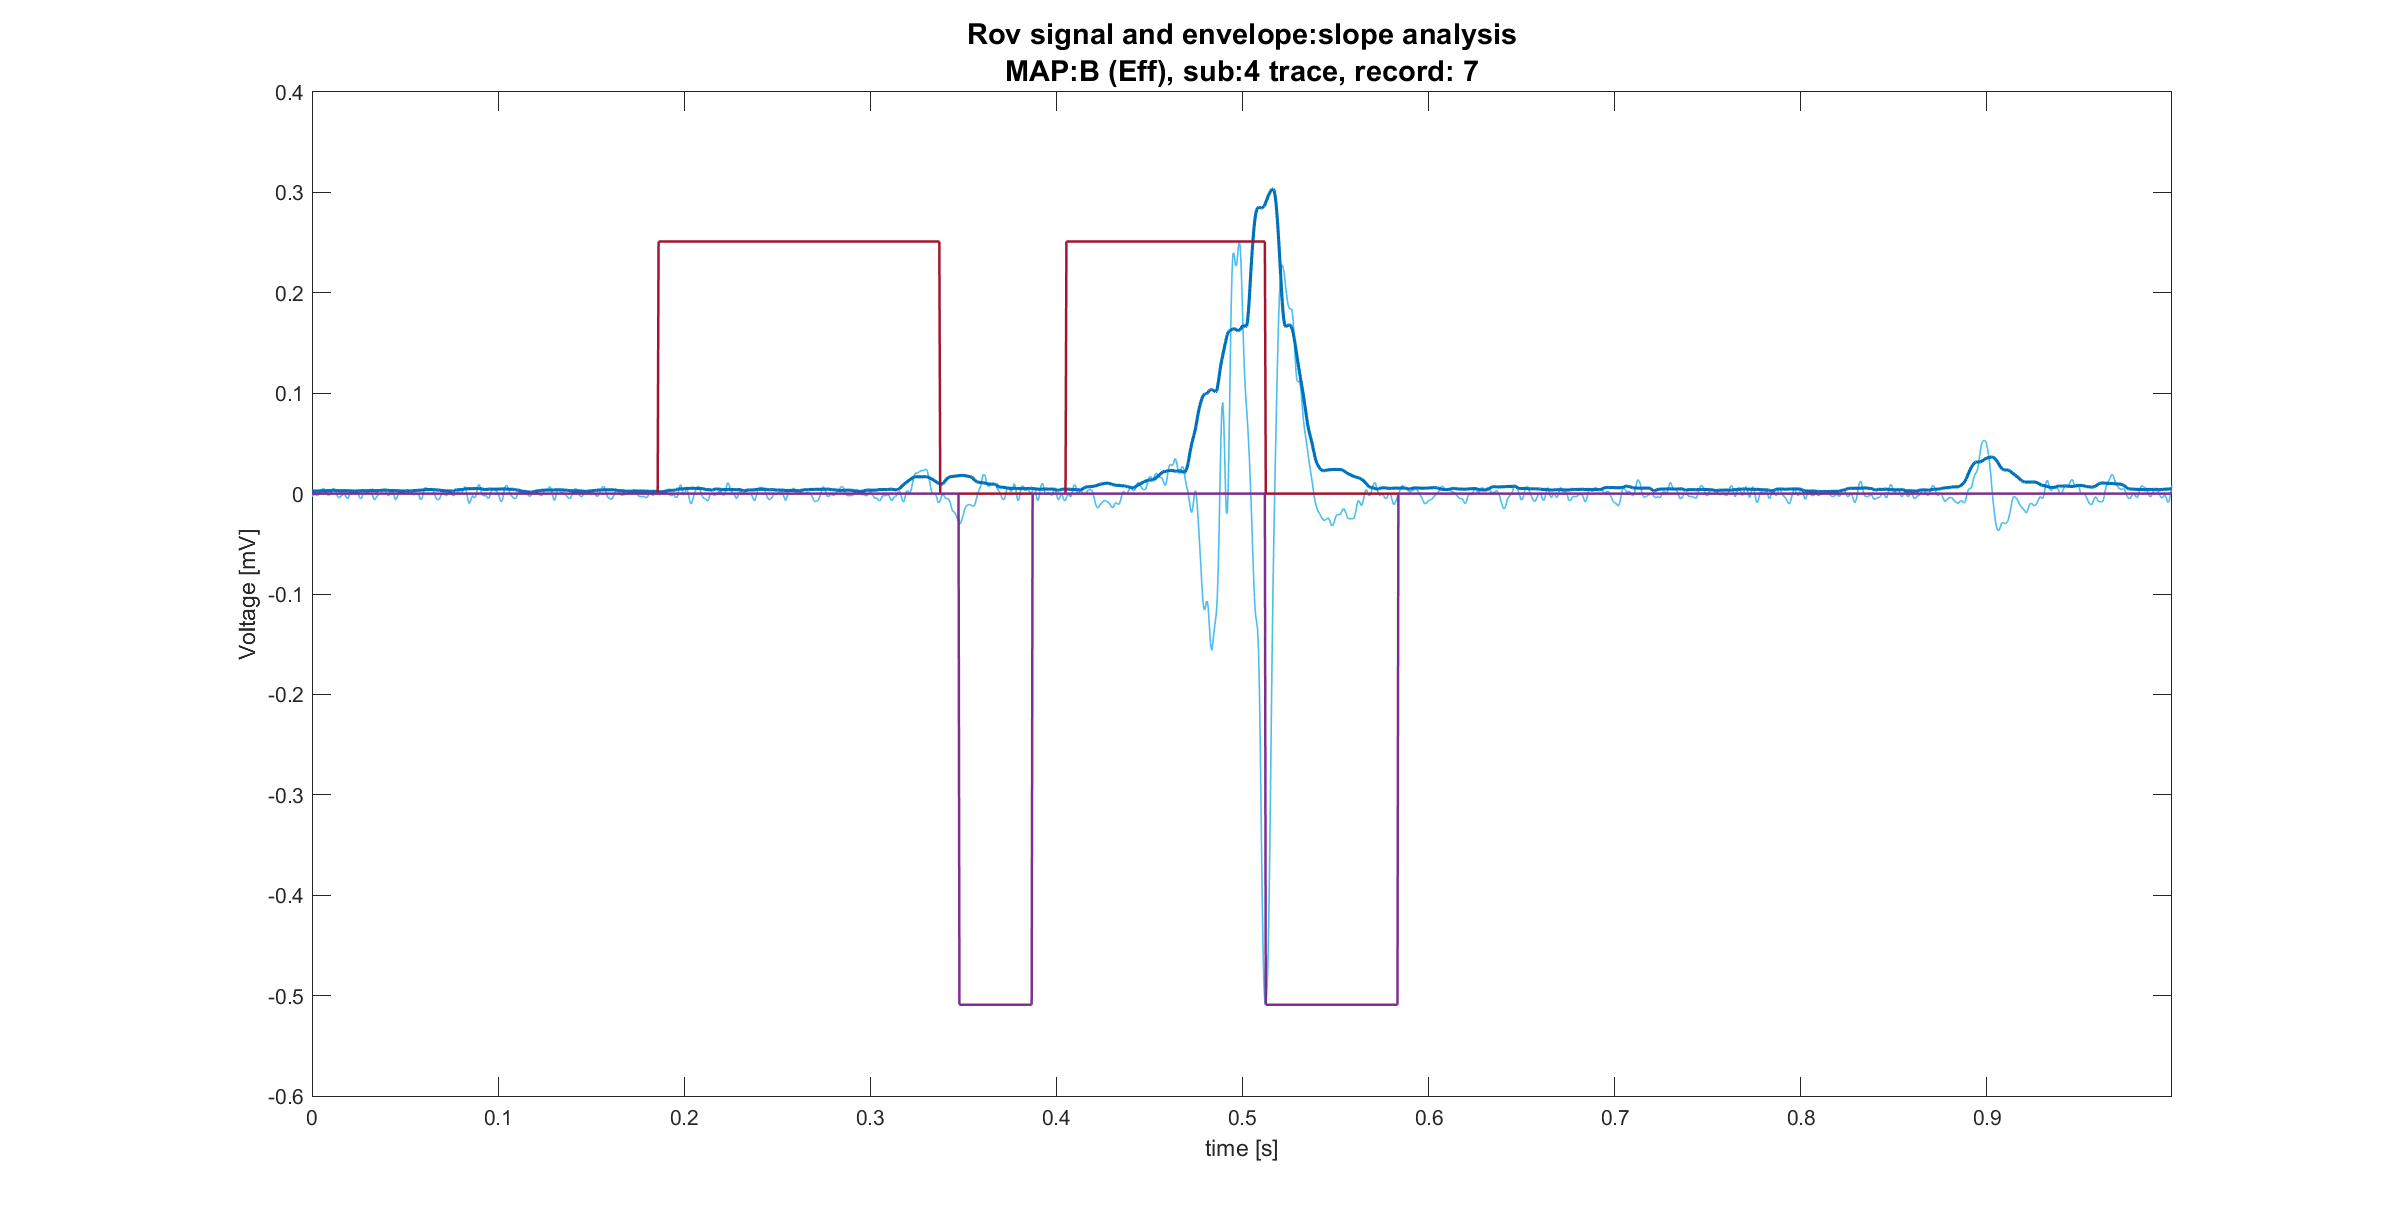 Rov signal and envelope:slope analysis
MAP:B (Eff), sub:4 trace, record: 7
0.4
0.3
0.2
0.1
0
-0.1
-0.2
-0.3
-0.4
-0.5
-0.6
Voltage [mV]
0 0.1 0.2 0.3 0.4 0.5 0.6 0.7 0.8 0.9
time [s]